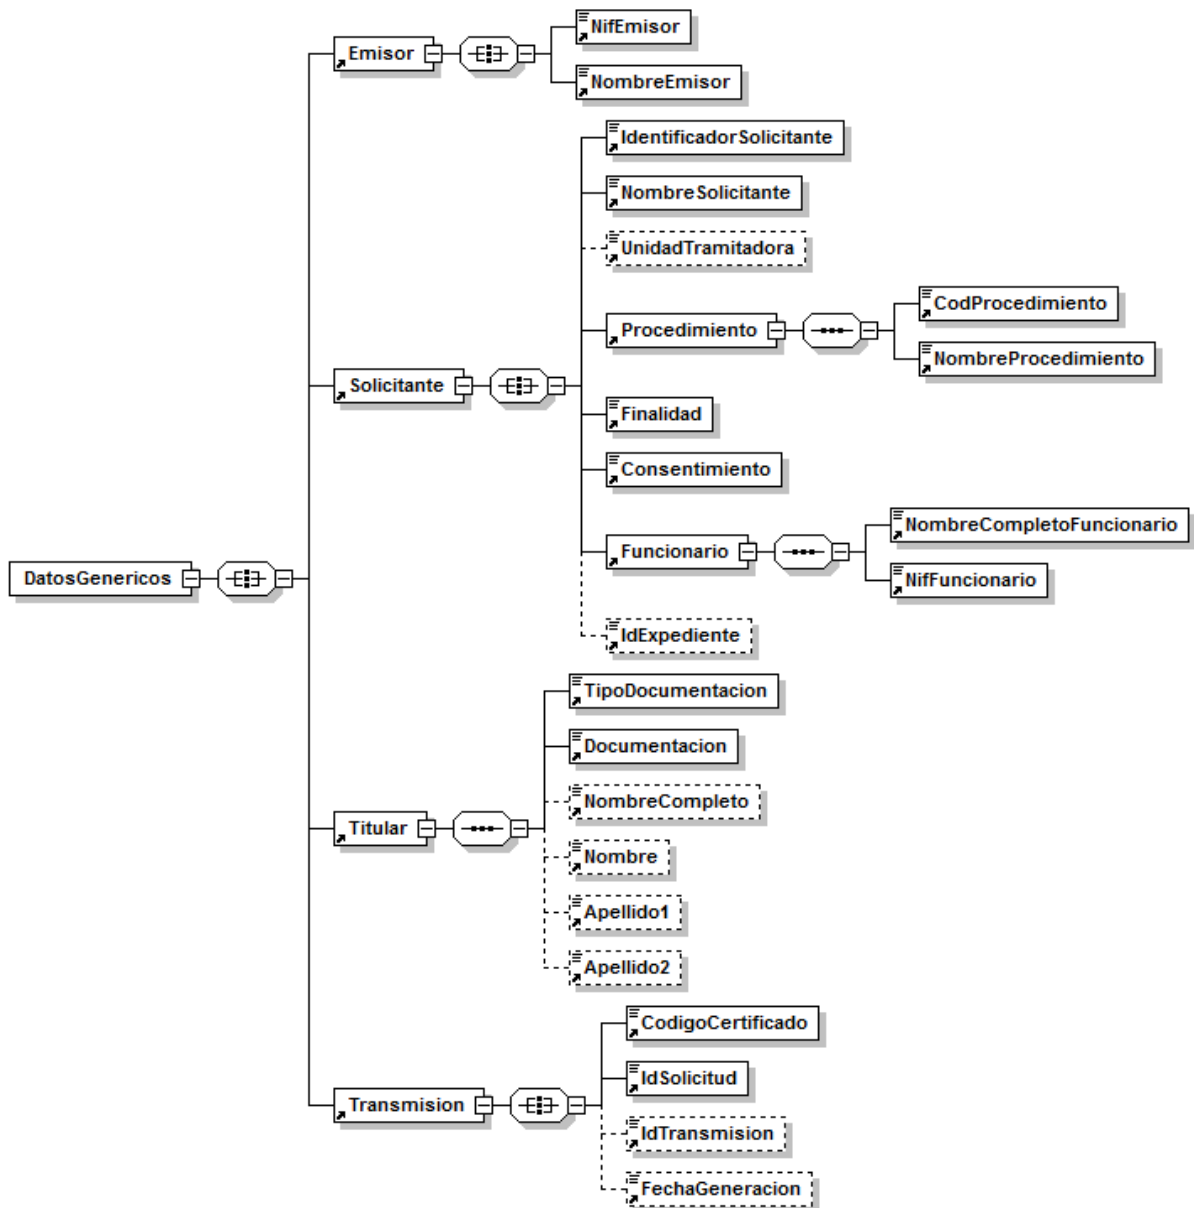 NifEmisor
Emisor
NombreEmisor
IdentificadorSolicitante
NombreSolicitante
UnidadTramitadora
CodProcedimiento
Procedimiento
NombreProcedimiento
Solicitante
Finalidad
Consentimiento
NombreCompletoFuncionario
Funcionario
DatosGenericos
NifFuncionario
IdExpediente
TipoDocumentacion
Documentacion
NombreCompleto
Titular
Nombre
Apellido1
Apellido2
CodigoCertificado
IdSolicitud
Transmision
IdTransmision
FechaGeneracion